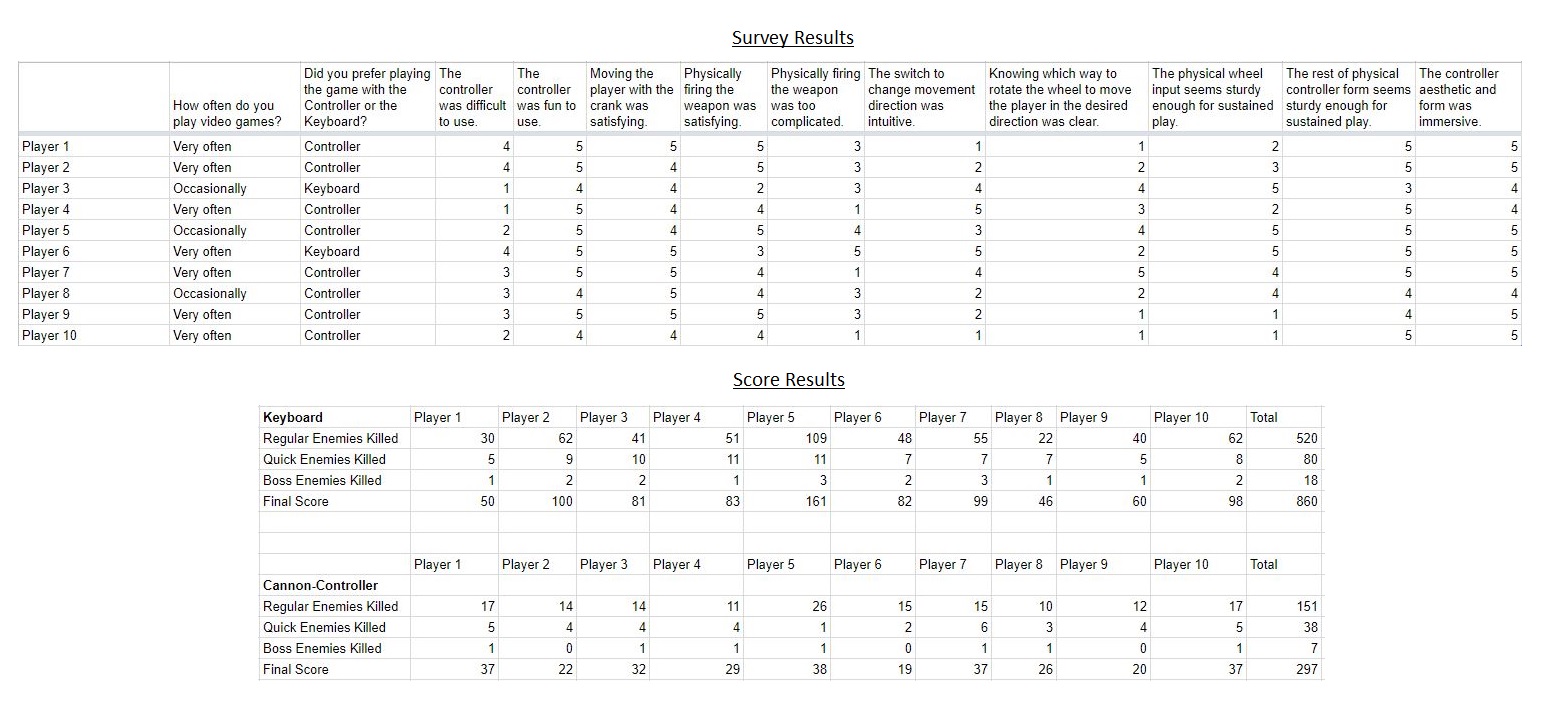 Survey Results
How often do you play video games? Did you prefer playing the game with the Controller or the Keyboard? The controller was difficult to use. The controller was fun to use. Moving the player with the crank was satisfying. Physically firing the weapon was satisfying. Physically firing the weapon was too complicated. The switch to change movement direction was intuitive. Knowing which way to rotate the wheel to move the player in the desired direction was clear. The physical wheel input seems sturdy enough for sustained play. The rest of physical controller form seems sturdy enough for sustained play. The controller aesthetic and form was immersive.
Player 1 Very often Controller 4 5 5 5 3 1 1 2 5 5
Player 2 Very often Controller 4 5 4 5 3 2 2 3 5 5
Player 3 Occasionally Keyboard 1 4 4 2 3 4 4 5 3 4
Player 4 Very often Controller 1 5 4 4 1 5 3 2 5 4
Player 5 Occasionally Controller 2 5 4 5 4 3 4 5 5 5
Player 6 Very often Keyboard 4 5 5 3 5 5 2 5 5 5
Player 7 Very often Controller 3 5 5 4 1 4 5 4 5 5
Player 8 Occasionally Controller 3 4 5 4 3 2 2 4 4 4
Player 9 Very often Controller 3 5 5 5 3 2 1 1 4 5
Player 10 Very often Controller 2 4 4 4 1 1 1 1 5 5
Score Results
Keyboard Player 1 Player 2 Player 3 Player 4 Player 5 Player 6 Player 7 Player 8 Player 9 Player 10 Total
Regular Enemies Killed 30 62 41 51 109 48 55 22 40 62 520
Quick Enemies Killed 5 9 10 11 11 7 7 7 5 8 80
Boss Enemies Killed 1 2 2 1 3 2 3 1 1 2 18
Final Score 50 100 81 83 161 82 99 46 60 98 860
Player 1 Player 2 Player 3 Player 4 Player 5 Player 6 Player 7 Player 8 Player 9 Player 10 Total
Cannon-Controller
Regular Enemies Killed 17 14 14 11 26 15 15 10 12 17 151
Quick Enemies Killed 5 4 4 4 1 2 6 3 4 5 38
Boss Enemies Killed 1 0 1 1 1 0 1 1 0 1 7
Final Score 37 22 32 29 38 19 37 26 20 37 297